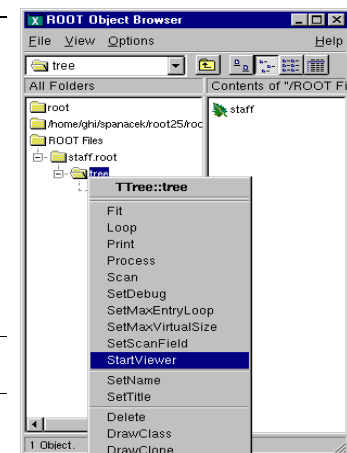 ROOT Object Browser
File View Options Help
tree
All Folders
Contents of "/ROOT Fi
root
/home/ghi/spanacek/root25/roc
ROOT Files
staff.root
tree
staff
TTree::tree
Fit
Loop
Print
Process
Scan
SetDebug
SetMaxEntryLoop
SetMaxVirtualSize
SetScanField
StartViewer
SetName
SetTitle
Delete
DrawClass
DrawClone
1 Object.